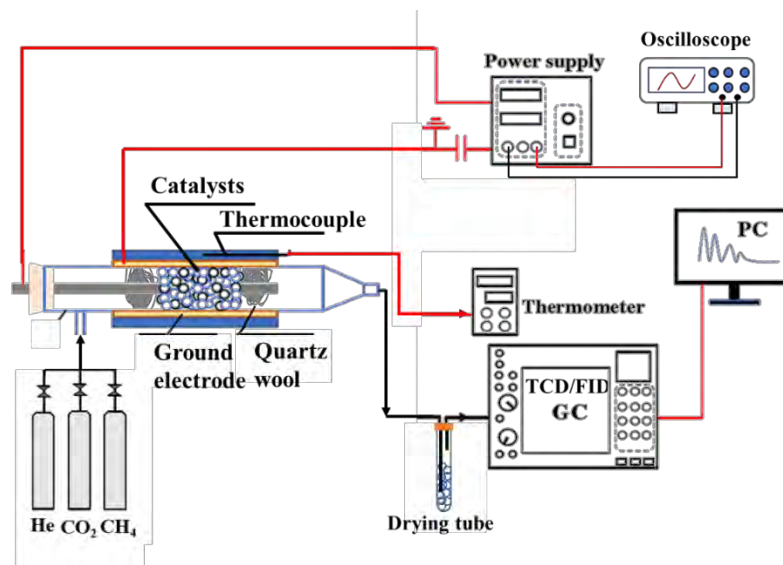 Oscilloscope
Power supply
Catalysts
Thermocouple
PC
Thermometer
Ground
electrode
Quartz
wool
TCD/FID
GC
He CO₂ CH₄
Drying tube